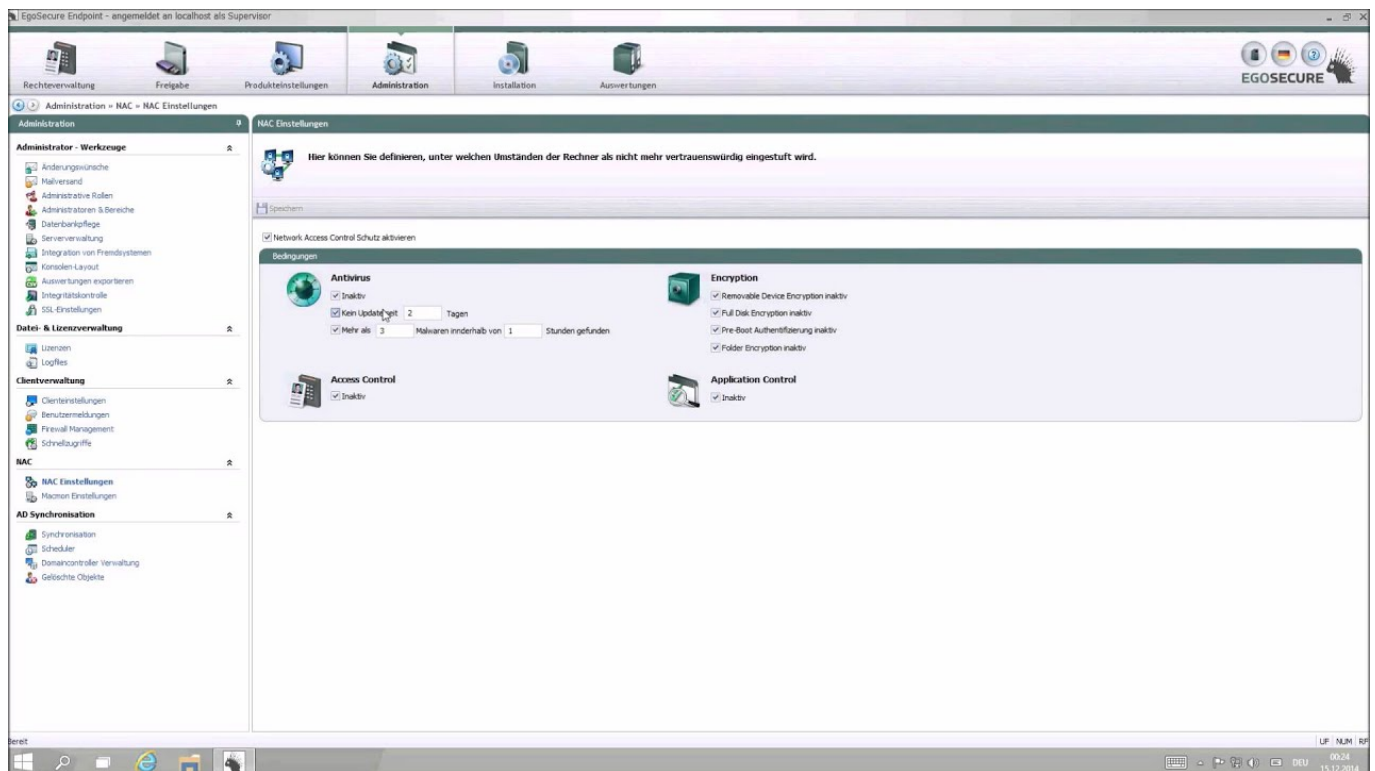 EgoSecure Endpoint - angemeldet an localhost als Supervisor
Rechteverwaltung
Freigabe
Produkteinstellungen
Administration
Installation
Auswertungen
EGOSECURE
Administration » NAC » NAC Einstellungen
Administration
NAC Einstellungen
Administrator - Werkzeuge
Änderungswünsche
Mailversand
Administrative Rollen
Administratoren & Bereiche
Datenbankpflege
Serververwaltung
Integration von Fremdsystemen
Konsolen-Layout
Auswertungen exportieren
Integritätskontrolle
SSL-Einstellungen
Datei- & Lizenzverwaltung
Lizenzen
Logfiles
Clientverwaltung
Clienteinstellungen
Benutzermeldungen
Firewall Management
Schnellzugriffe
NAC
NAC Einstellungen
Macmon Einstellungen
AD Synchronisation
Synchronisation
Scheduler
Domaincontroller Verwaltung
Gelöschte Objekte
Hier können Sie definieren, unter welchen Umständen der Rechner als nicht mehr vertrauenswürdig eingestuft wird.
Speichern
Network Access Control Schutz aktivieren
Bedingungen
Antivirus
Inaktiv
Kein Update seit 2 Tagen
Mehr als 3 Malwaren innderhalb von 1 Stunden gefunden
Encryption
Removable Device Encryption inaktiv
Full Disk Encryption inaktiv
Pre-Boot Authentifizierung inaktiv
Folder Encryption inaktiv
Access Control
Inaktiv
Application Control
Inaktiv
Bereit
UF NUM RF
DEU
00:24
15.12.2014